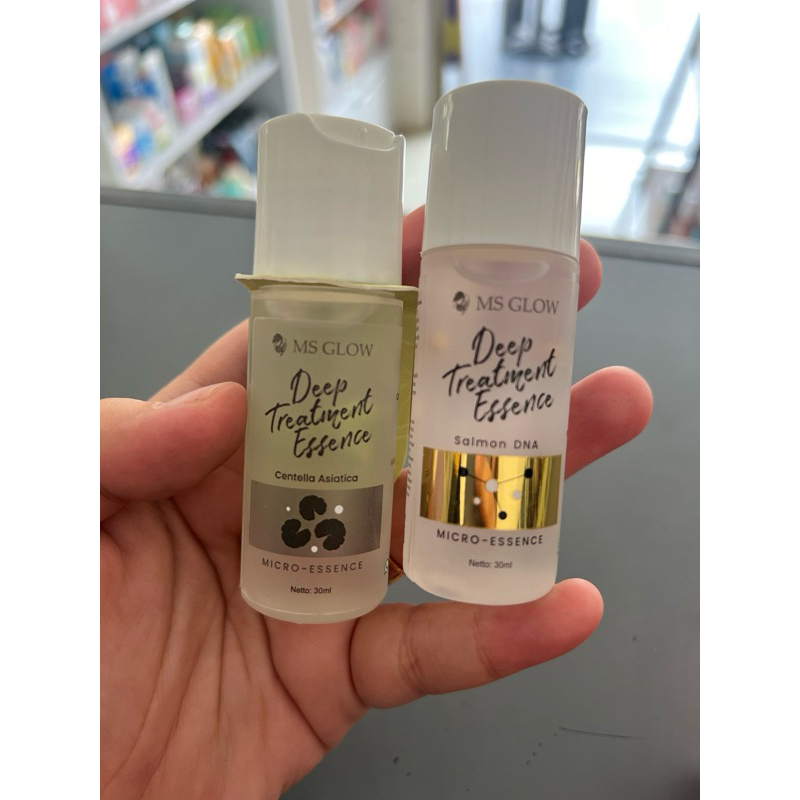 MS GLOW
Deep
Treatment
Essence
Centella Asiatica
MICRO-ESSENCE
Netto: 30ml
MS GLOW
Deep
Treatment
Essence
Salmon DNA
MICRO-ESSENCE
Netto: 30ml